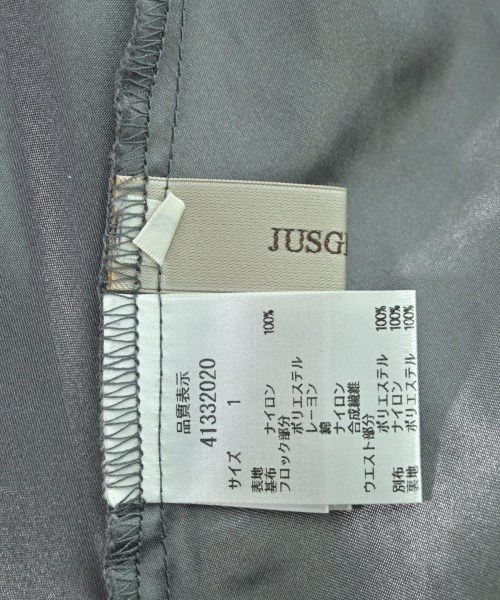 JUSG
品質表示
41332020
サイズ 1
表地
基布 ナイロン 100%
フロック部分
ポリエステル
レーヨン
綿
ナイロン
合成繊維
ウエスト部分
ポリエステル 100%
別布 ナイロン 100%
裏地 ポリエステル 100%